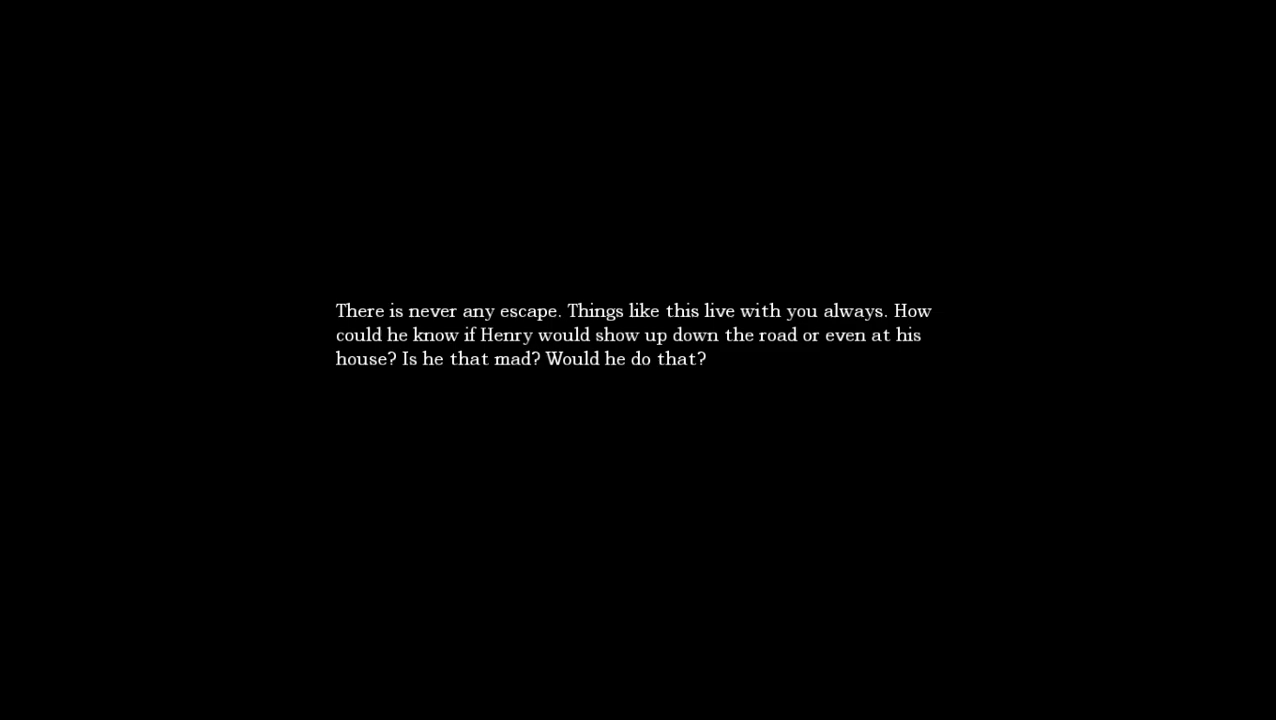 There is never any escape. Things like this live with you always. How
could he know if Henry would show up down the road or even at his
house? Is he that mad? Would he do that?